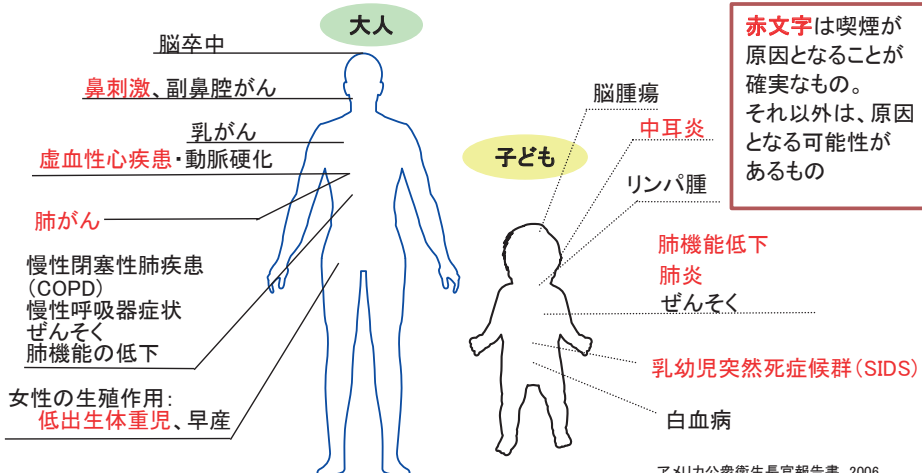 大人
脳卒中
鼻刺激、副鼻腔がん
乳がん
虚血性心疾患・動脈硬化
肺がん
慢性閉塞性肺疾患
(COPD)
慢性呼吸器症状
ぜんそく
肺機能の低下
女性の生殖作用:
低出生体重児、早産
子ども
脳腫瘍
中耳炎
リンパ腫
肺機能低下
肺炎
ぜんそく
乳幼児突然死症候群(SIDS)
白血病
赤文字は喫煙が
原因となることが
確実なもの。
それ以外は、原因
となる可能性が
あるもの
アメリカ公衆衛生長官報告書 2006